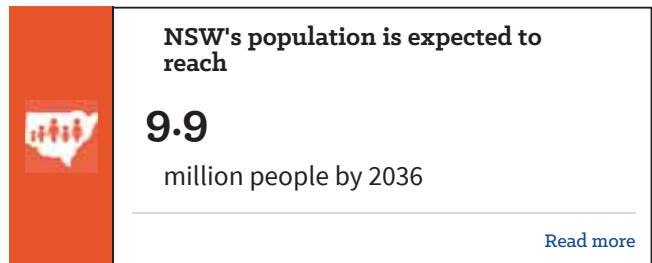 NSW's population is expected to
reach
9.9
million people by 2036
Read more